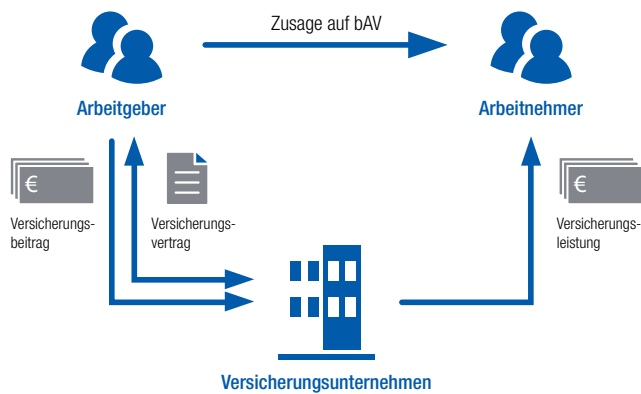 Zusage auf bAV
Arbeitgeber
Arbeitnehmer
€
Versicherungs-
beitrag
Versicherungs-
vertrag
€
Versicherungs-
leistung
Versicherungsunternehmen